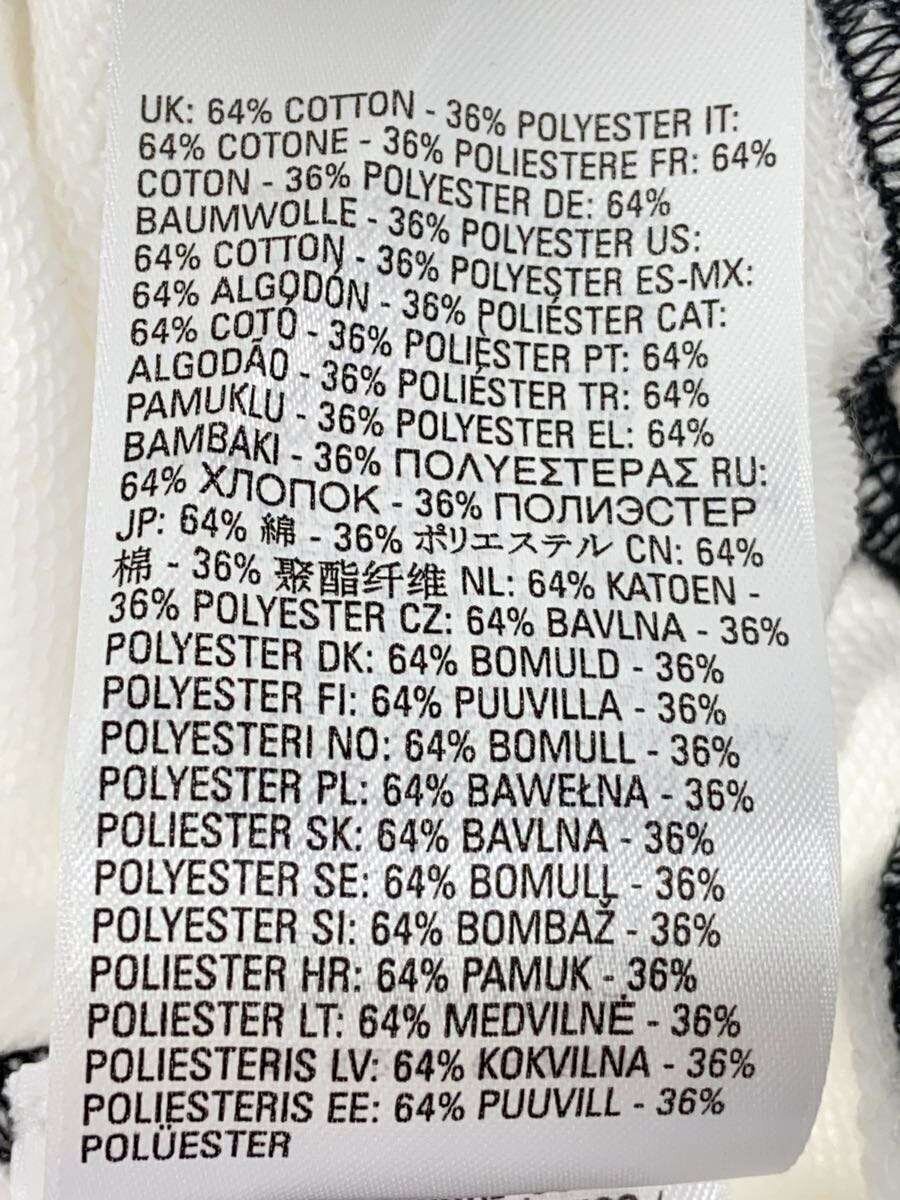 UK: 64% COTTON - 36% POLYESTER IT:
64% COTONE - 36% POLIESTERE FR: 64%
COTON - 36% POLYESTER DE: 64%
BAUMWOLLE - 36% POLYESTER US:
64% COTTON - 36% POLYESTER ES-MX:
64% ALGODÓN - 36% POLIÉSTER CAT:
64% COTÓ - 36% POLIÈSTER PT: 64%
ALGODÃO - 36% POLIÉSTER TR: 64%
PAMUKLU - 36% POLYESTER EL: 64%
ΒΑΜΒΑΚΙ - 36% ΠΟΛΥΕΣΤΕΡΑΣ RU:
64% ХЛОПОК - 36% ПОЛИЭСТЕР
JP: 64% 綿 - 36% ポリエステル CN: 64%
棉 - 36% 聚酯纤维 NL: 64% KATOEN -
36% POLYESTER CZ: 64% BAVLNA - 36%
POLYESTER DK: 64% BOMULD - 36%
POLYESTER FI: 64% PUUVILLA - 36%
POLYESTERI NO: 64% BOMULL - 36%
POLYESTER PL: 64% BAWEŁNA - 36%
POLIESTER SK: 64% BAVLNA - 36%
POLYESTER SE: 64% BOMULL - 36%
POLYESTER SI: 64% BOMBAŽ - 36%
POLIESTER HR: 64% PAMUK - 36%
POLIESTER LT: 64% MEDVILNĖ - 36%
POLIESTERIS LV: 64% KOKVILNA - 36%
POLIESTERIS EE: 64% PUUVILL - 36%
POLÜESTER